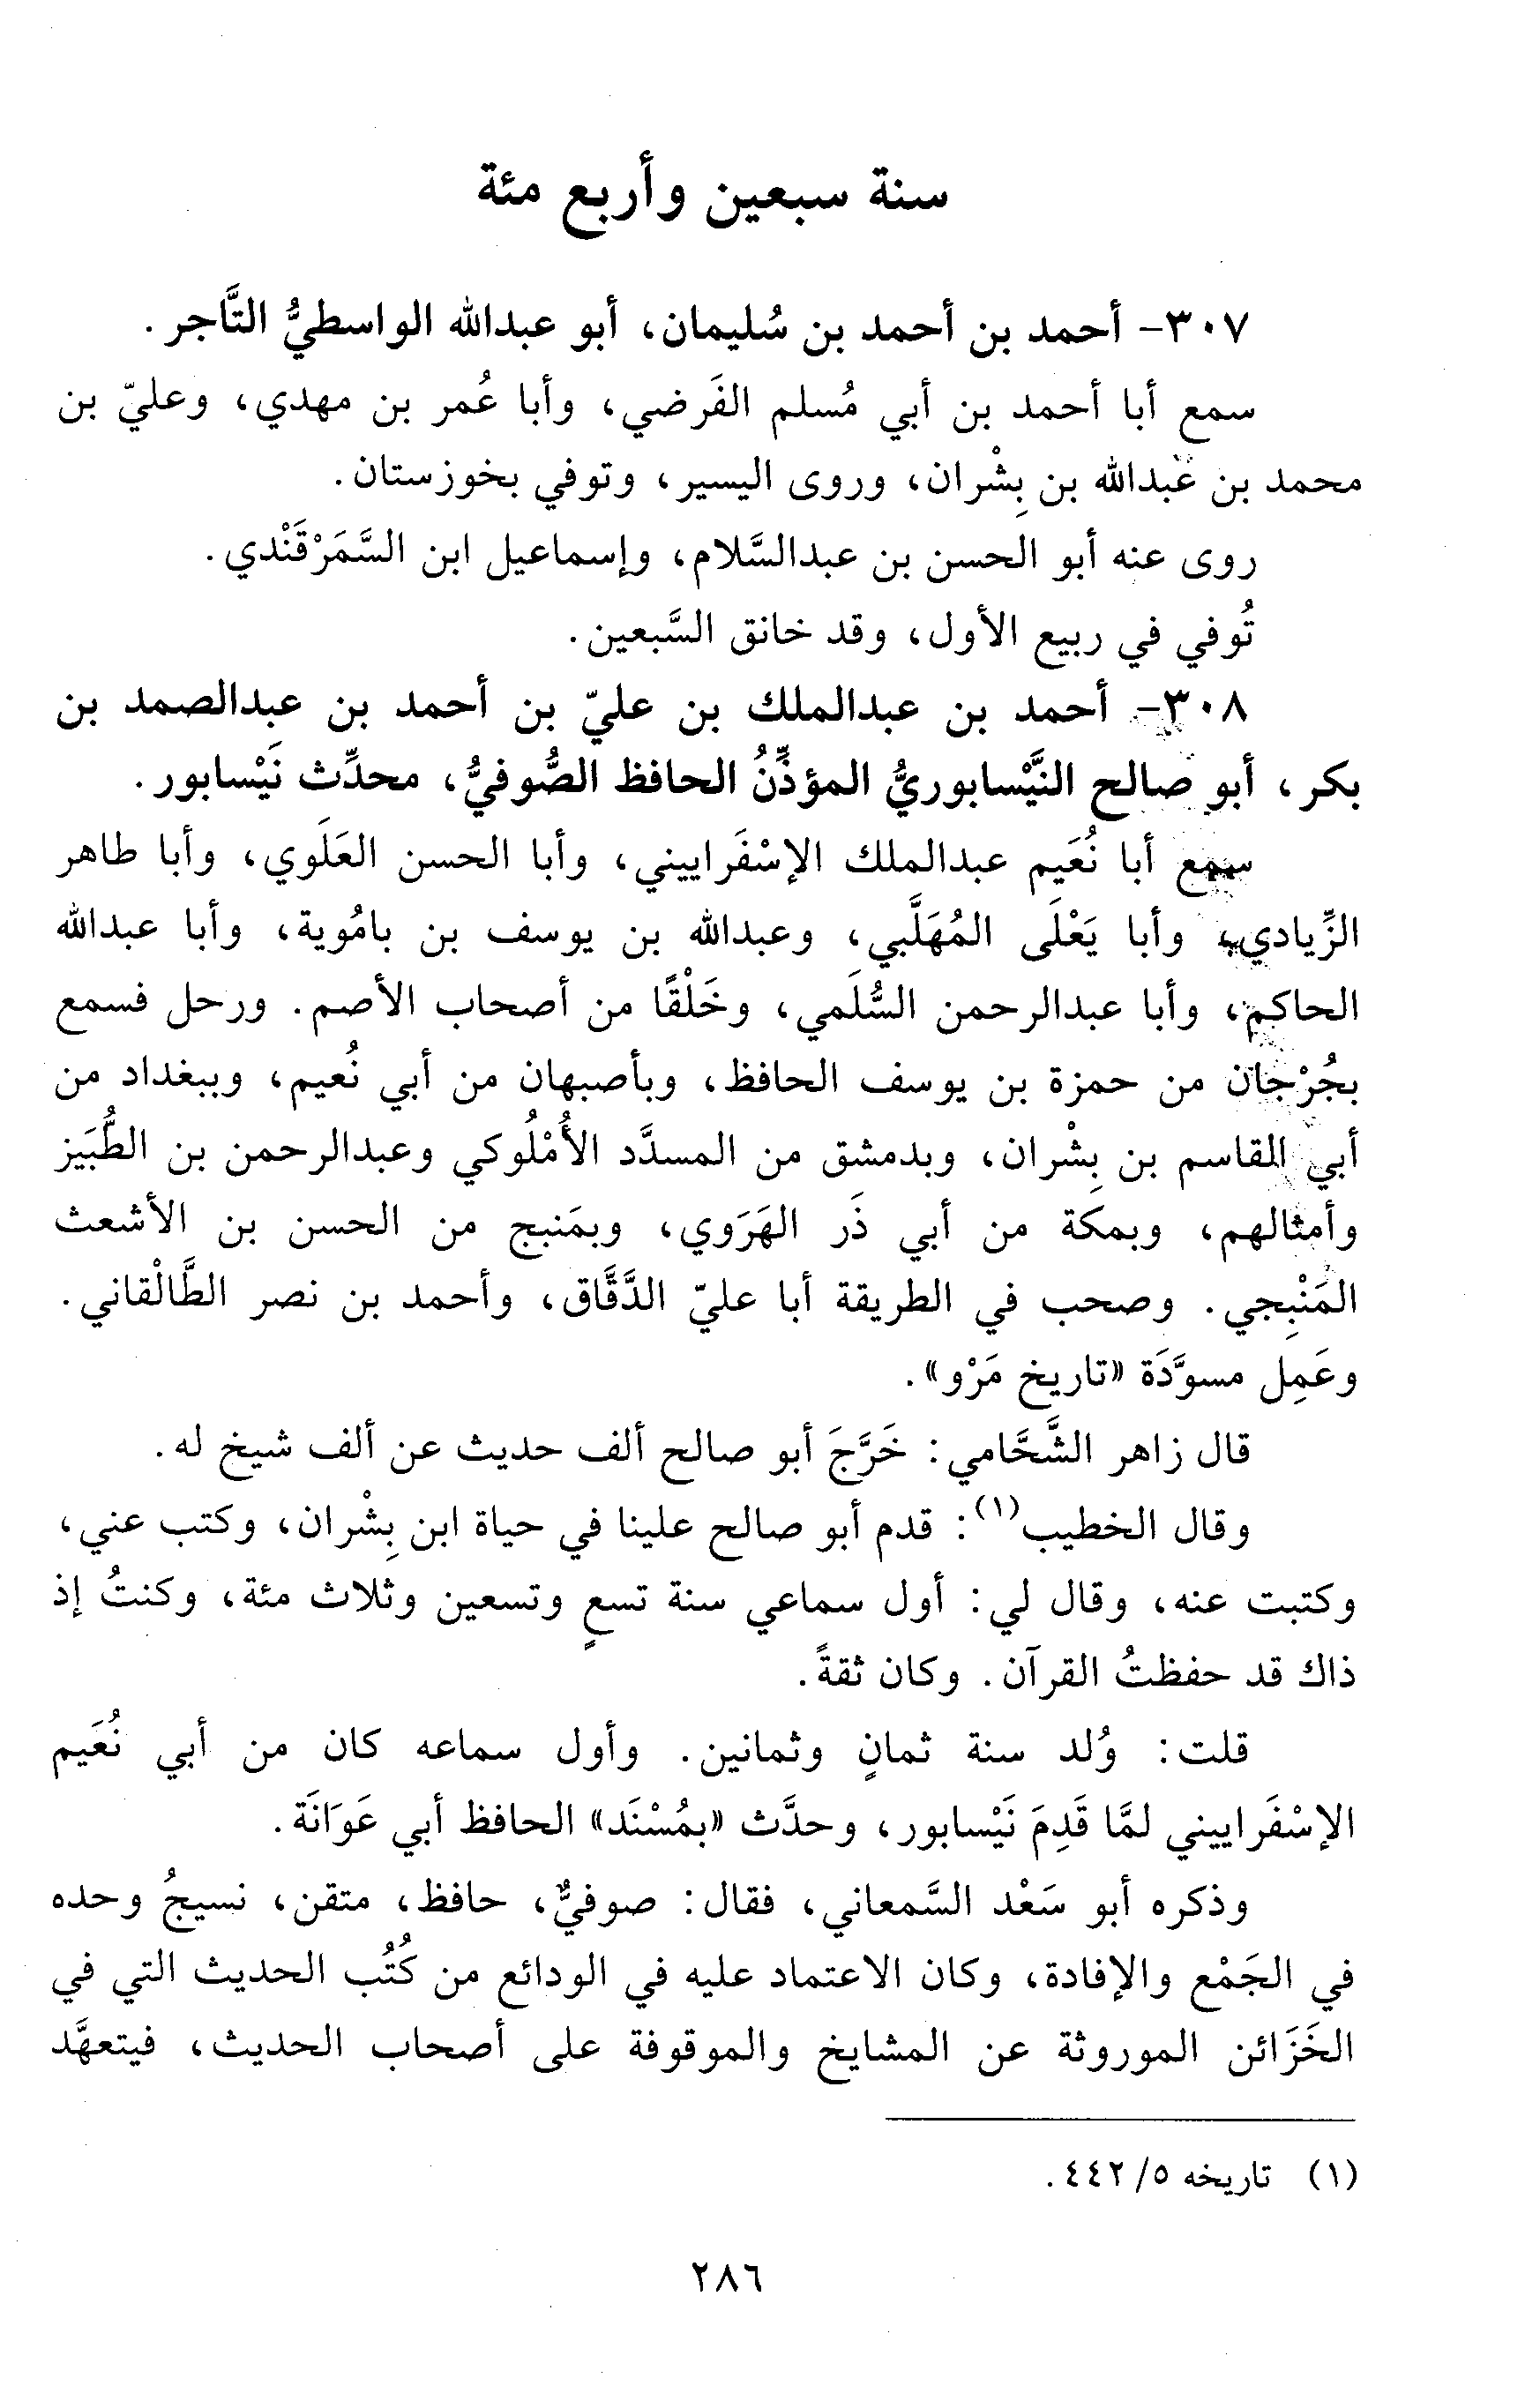 سنة سبعين وأربع مئة
٣٠٧- أحمد بن أحمد بن سُليمان، أبو عبدالله الواسطيُّ التَّاجر.
سمع أبا أحمد بن أبي مُسلم الفَرضي، وأبا عُمر بن مهدي، وعليّ بن
محمد بن عبدالله بن بِشْران، وروى اليسير، وتوفي بخوزستان.
روى عنه أبو الحسن بن عبدالسَّلام، وإسماعيل ابن السَّمَرْقَنْدي.
تُوفي في ربيع الأول، وقد خانق السَّبعين.
٣٠٨- أحمد بن عبدالملك بن عليّ بن أحمد بن عبدالصمد بن
بكر، أبو صالح النَّيْسابوريُّ المؤذِّنُ الحافظ الصُّوفيُّ، محدِّث نَيْسابور.
سمع أبا نُعَيم عبدالملك الإسْفَراييني، وأبا الحسن العَلَوي، وأبا طاهر
الزِّيادي، وأبا يَعْلَى المُهَلَّبي، وعبدالله بن يوسف بن بامُوية، وأبا عبدالله
الحاكم، وأبا عبدالرحمن السُّلَمي، وخَلْقًا من أصحاب الأصم. ورحل فسمع
بجُرْجان من حمزة بن يوسف الحافظ، وبأصبهان من أبي نُعيم، وببغداد من
أبي القاسم بن بِشْران، وبدمشق من المسدَّد الأُمْلُوكي وعبدالرحمن بن الطُّبَيز
وأمثالهم، وبمكة من أبي ذَر الهَرَوي، وبمَنبج من الحسن بن الأشعث
المَنْبِجي. وصحب في الطريقة أبا عليّ الدَّقَّاق، وأحمد بن نصر الطَّالْقاني.
وعَمِل مسوَّدَة «تاريخ مَرْو».
قال زاهر الشَّحَّامي: خَرَّجَ أبو صالح ألف حديث عن ألف شيخ له.
وقال الخطيب(١): قدم أبو صالح علينا في حياة ابن بِشْران، وكتب عني،
وكتبت عنه، وقال لي: أول سماعي سنة تسعٍ وتسعين وثلاث مئة، وكنتُ إذ
ذاك قد حفظتُ القرآن. وكان ثقةً.
قلت: وُلد سنة ثمانٍ وثمانين. وأول سماعه كان من أبي نُعَيم
الإسْفَراييني لمَّا قَدِمَ نَيْسابور، وحدَّث «بمُسْنَد» الحافظ أبي عَوَانَة.
وذكره أبو سَعْد السَّمعاني، فقال: صوفيٌّ، حافظ، متقن، نسيجُ وحده
في الجَمْع والإفادة، وكان الاعتماد عليه في الودائع من كُتُب الحديث التي في
الخَزَائن الموروثة عن المشايخ والموقوفة على أصحاب الحديث، فيتعهَّد
(١) تاريخه ٥/ ٤٤٢.
٢٨٦